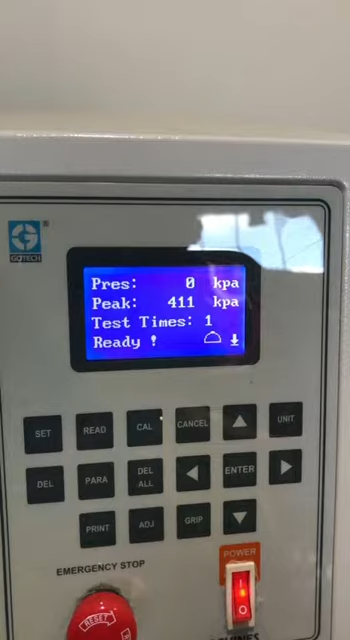 GOTECH
Pres: 0 kpa
Peak: 411 kpa
Test Times: 1
Ready !
SET READ CAL CANCEL UNIT
DEL PARA DEL ALL ENTER
PRINT ADJ GRIP
EMERGENCY STOP
POWER
RESET